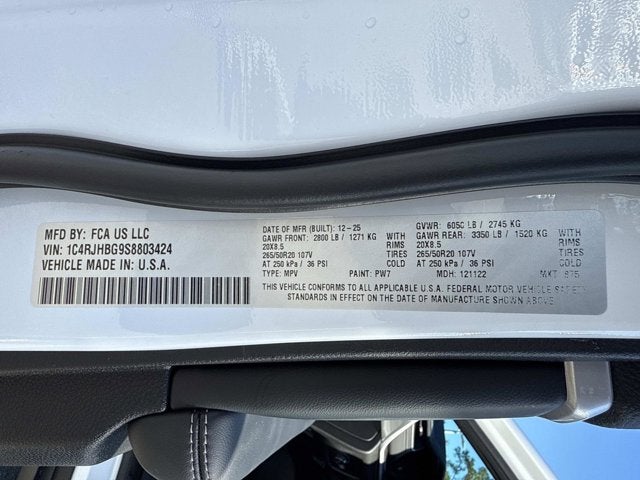 MFD BY: FCA US LLC
VIN: 1C4RJHBG9S8803424
VEHICLE MADE IN: U.S.A.
DATE OF MFR (BUILT): 12-25 GVWR: 6050 LB / 2745 KG
GAWR FRONT: 2800 LB / 1271 KG WITH GAWR REAR: 3350 LB / 1520 KG WITH
20X8.5 TIRES 20X8.5 TIRES
265/50R20 107V RIMS 265/50R20 107V
AT 250 kPa / 36 PSI COLD AT 250 kPa / 36 PSI COLD
TYPE: MPV PAINT: PW7 MDH: 121122 MKT: 875
THIS VEHICLE CONFORMS TO ALL APPLICABLE U.S.A. FEDERAL MOTOR VEHICLE SAFETY
STANDARDS IN EFFECT ON THE DATE OF MANUFACTURE SHOWN ABOVE.